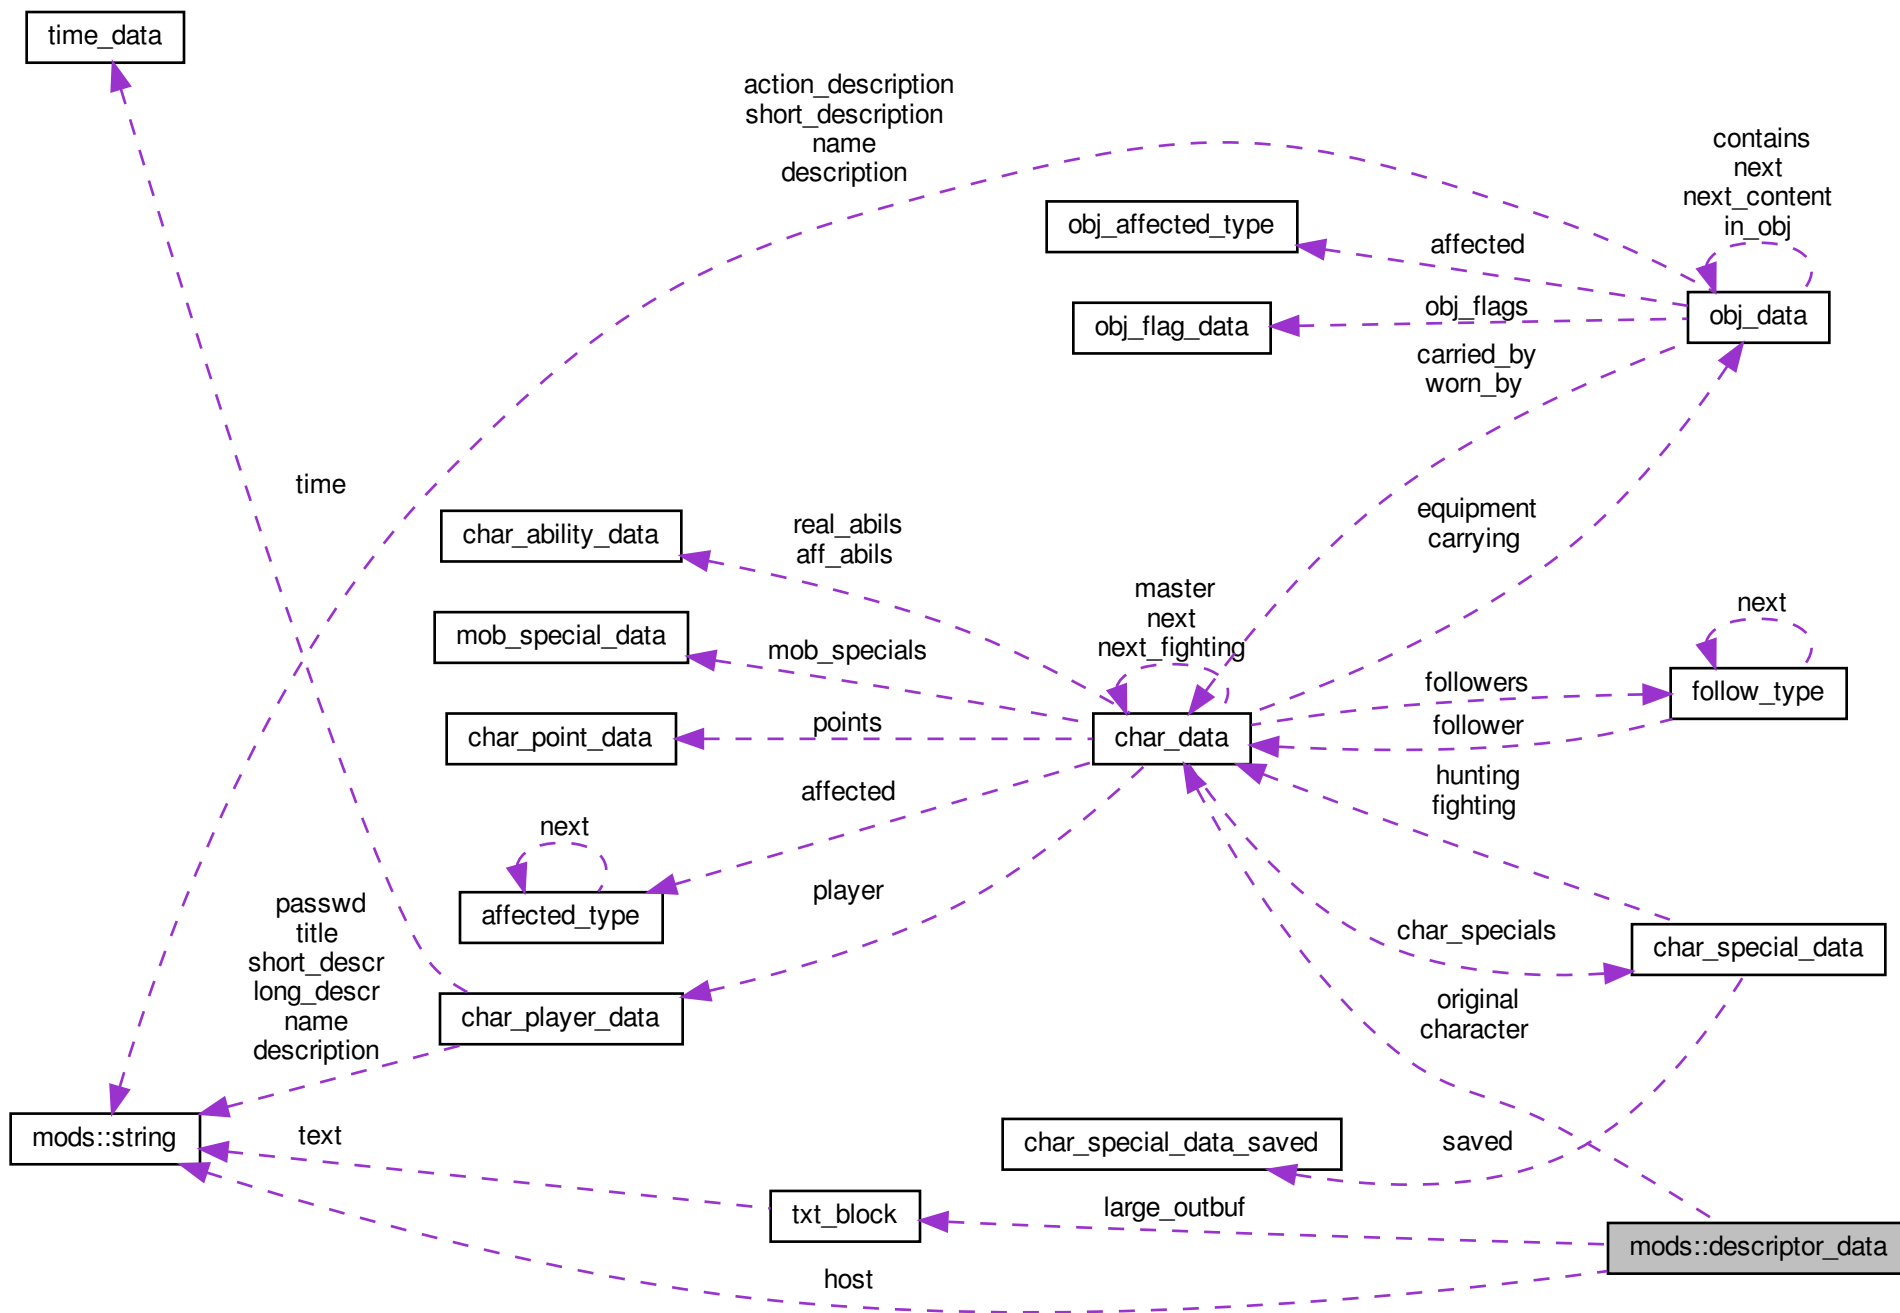 time_data
action_description
short_description
name
description
contains
next
next_content
in_obj
obj_affected_type
affected
obj_flags
obj_data
obj_flag_data
carried_by
worn_by
time
equipment
carrying
char_ability_data
real_abils
aff_abils
master
next
next_fighting
next
mob_special_data
mob_specials
followers
follow_type
char_point_data
points
char_data
follower
hunting
fighting
affected
next
affected_type
player
passwd
title
short_descr
long_descr
name
description
char_specials
char_special_data
char_player_data
original
character
mods::string
text
char_special_data_saved
saved
txt_block
large_outbuf
mods::descriptor_data
host